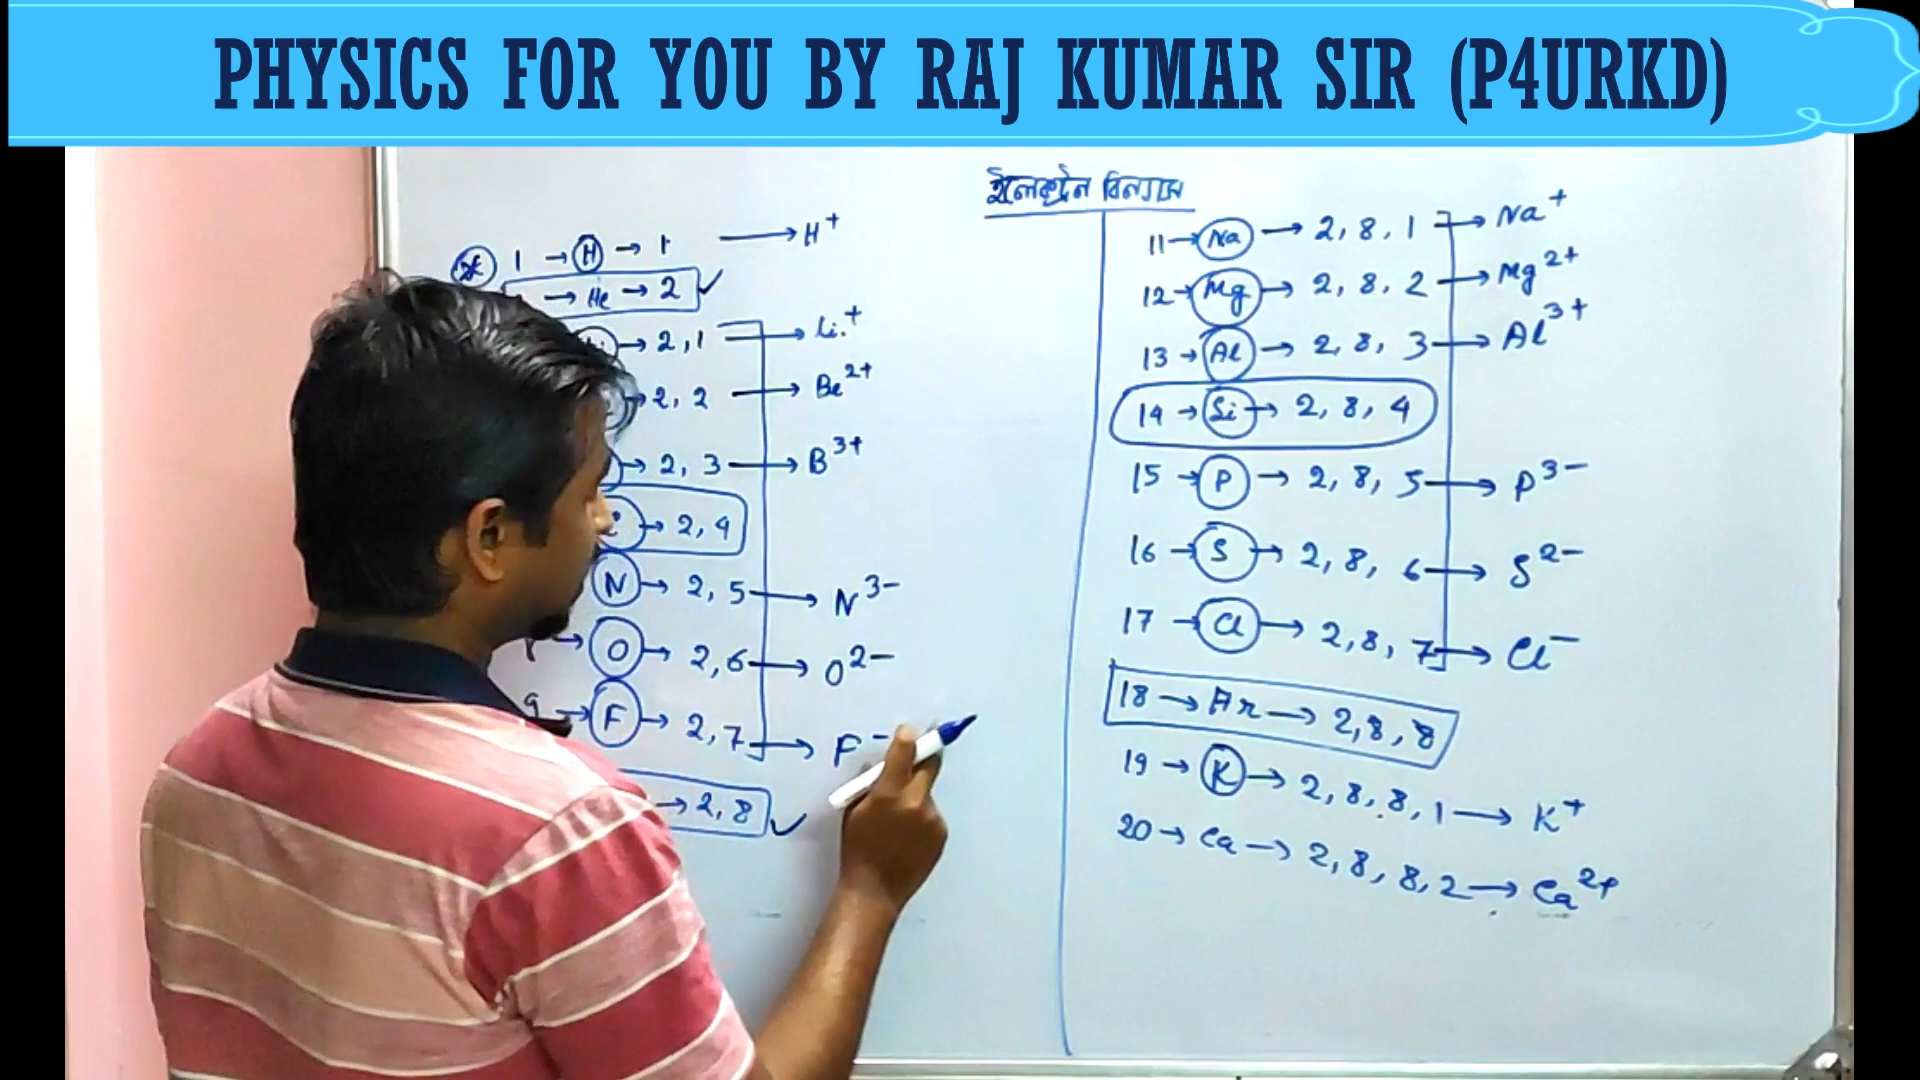 PHYSICS FOR YOU BY RAJ KUMAR SIR (P4URKD)
ইলেকট্রন বিন্যাস
1 → H → 1 → H⁺
→ He → 2 ✓
→ 2, 1 → Li⁺
→ 2, 2 → Be²⁺
→ 2, 3 → B³⁺
→ 2, 4
N → 2, 5 → N³⁻
→ O → 2, 6 → O²⁻
9 → F → 2, 7 → F⁻
→ 2, 8 ✓
11 → Na → 2, 8, 1 → Na⁺
12 → Mg → 2, 8, 2 → Mg²⁺
13 → Al → 2, 8, 3 → Al³⁺
14 → Si → 2, 8, 4
15 → P → 2, 8, 5 → P³⁻
16 → S → 2, 8, 6 → S²⁻
17 → Cl → 2, 8, 7 → Cl⁻
18 → Ar → 2, 8, 8
19 → K → 2, 8, 8, 1 → K⁺
20 → Ca → 2, 8, 8, 2 → Ca²⁺